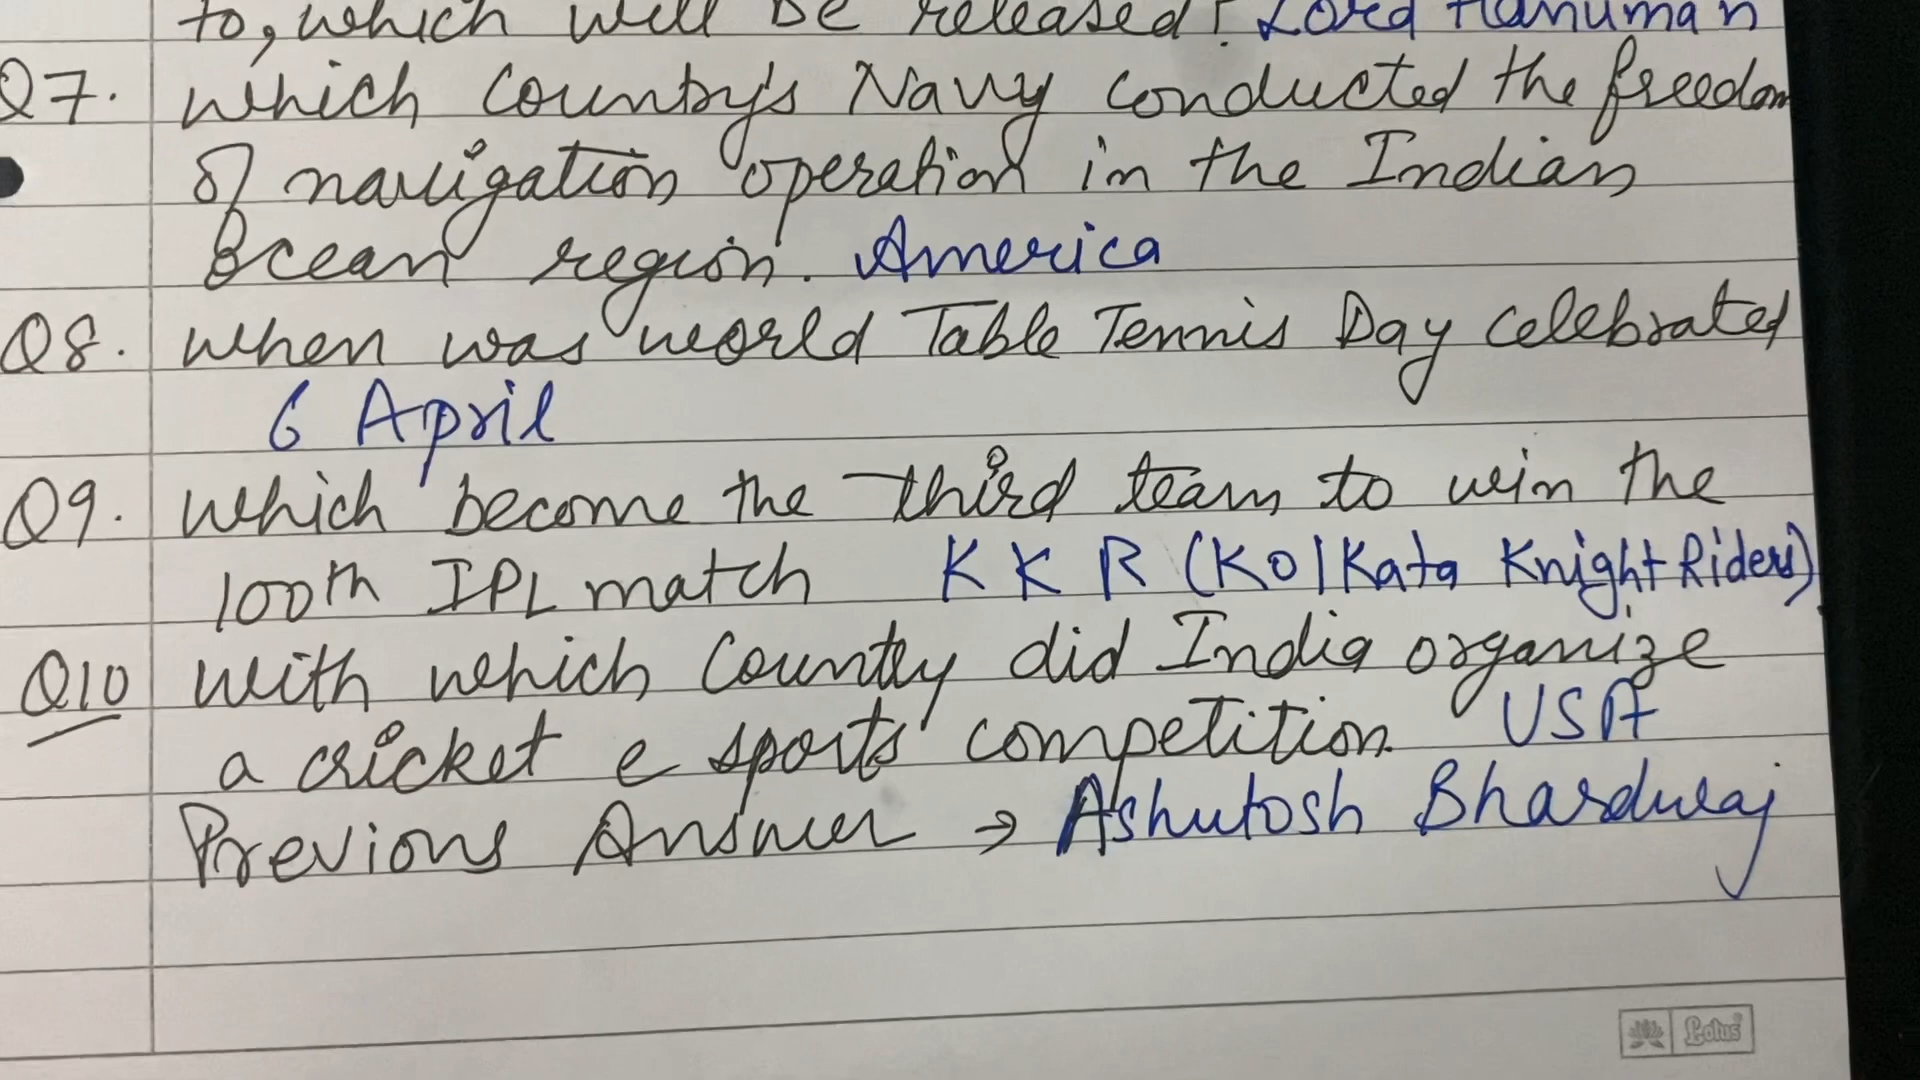 to, which will be released? Lord Hanuman
Q7. which Country's Navy conducted the freedom
of navigation operation in the Indian
Ocean region. America
Q8. when was world Table Tennis Day celebrated
6 April
Q9. which become the third team to win the
100th IPL match KKR (Kolkata Knight Riders)
Q10 with which Country did India organize
a cricket e sports competition. USA
Previous Answer → Ashutosh Bhardwaj
Lotus